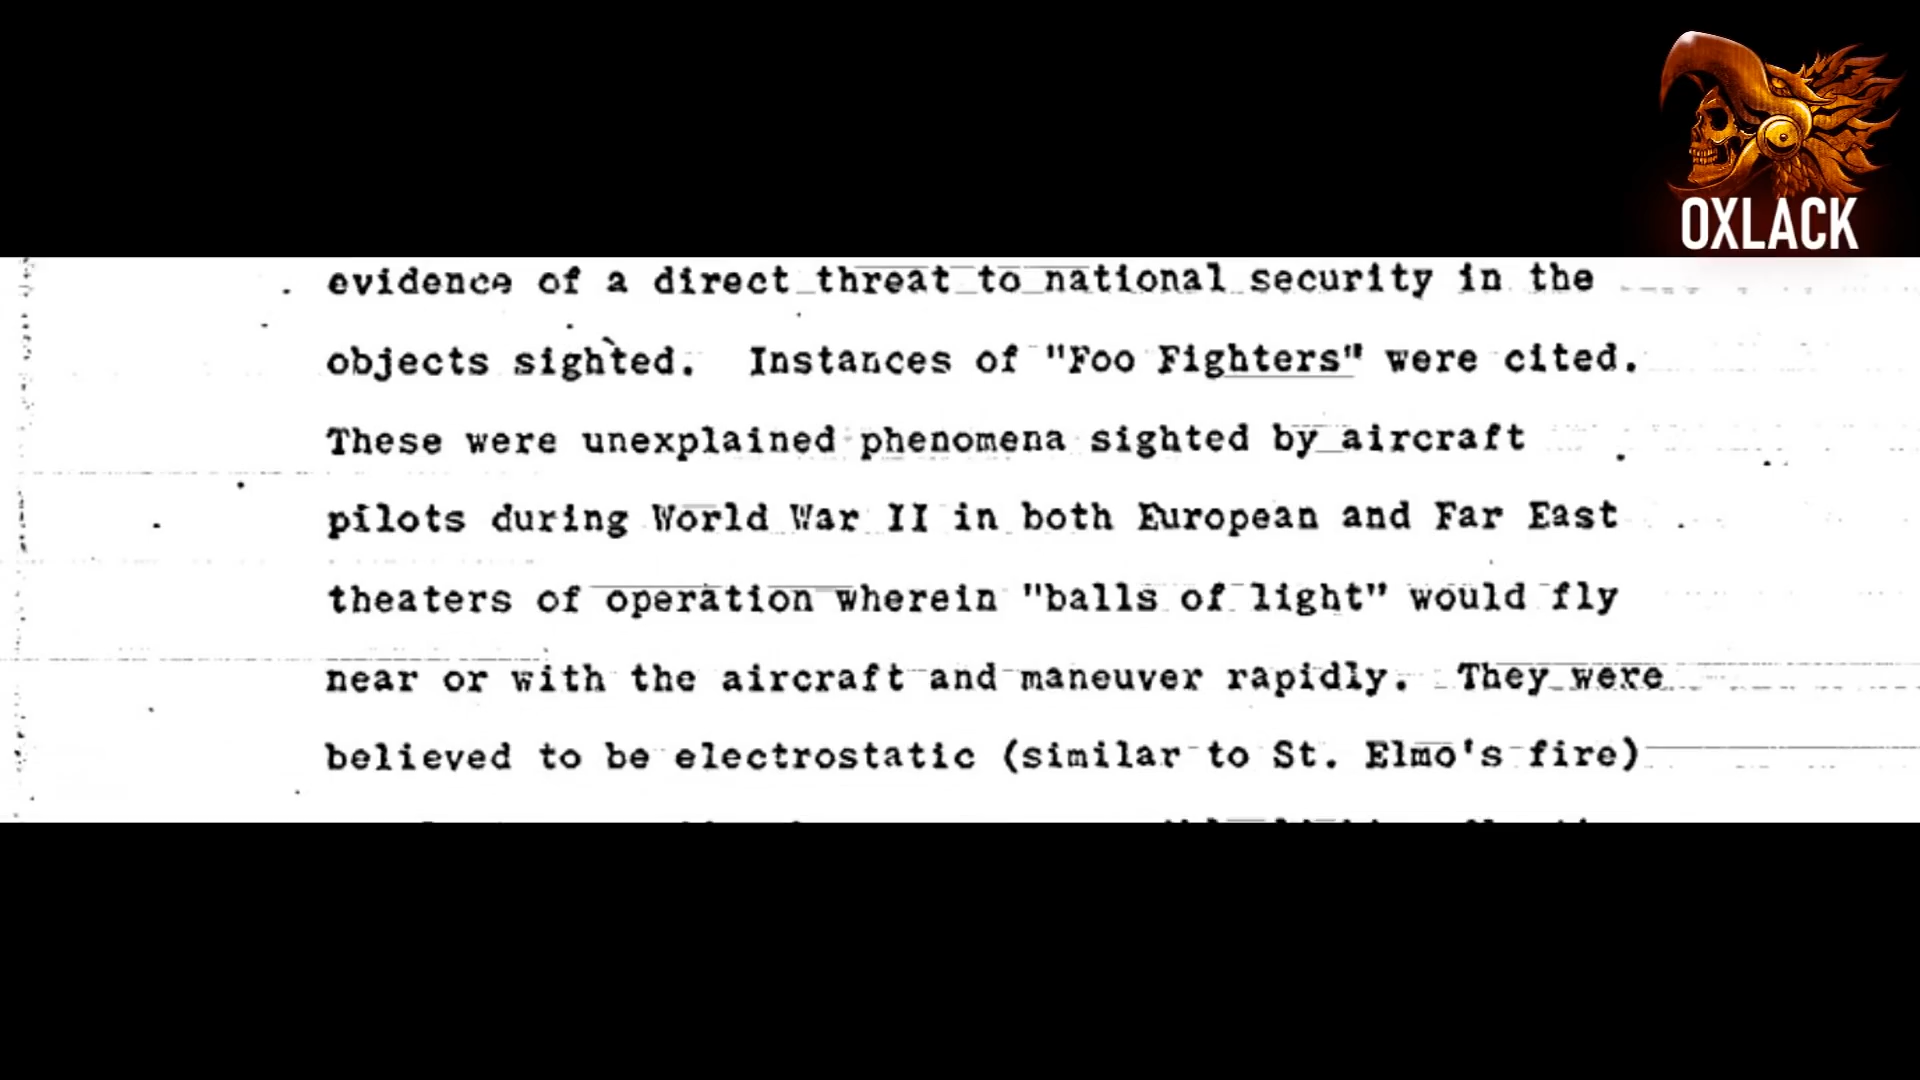 OXLACK
evidence of a direct threat to national security in the
objects sighted. Instances of "Foo Fighters" were cited.
These were unexplained phenomena sighted by aircraft
pilots during World War II in both European and Far East
theaters of operation wherein "balls of light" would fly
near or with the aircraft and maneuver rapidly. They were
believed to be electrostatic (similar to St. Elmo's fire)